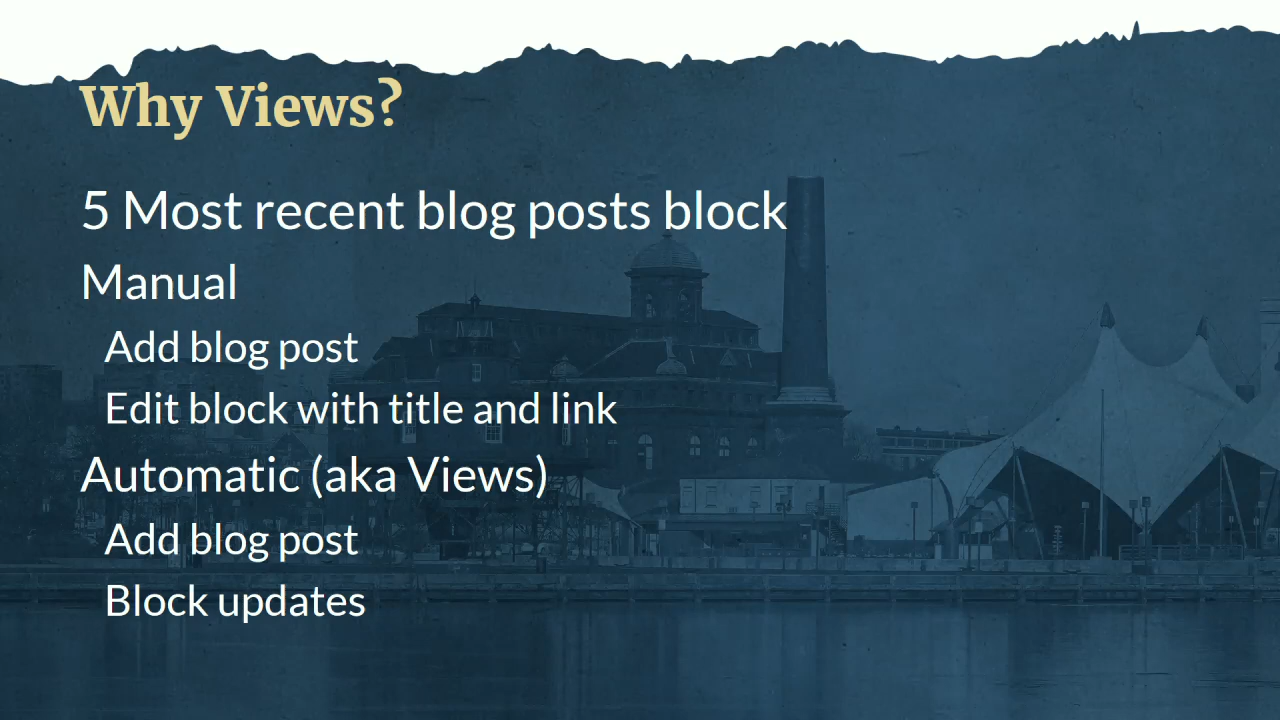 Why Views?
5 Most recent blog posts block
Manual
Add blog post
Edit block with title and link
Automatic (aka Views)
Add blog post
Block updates